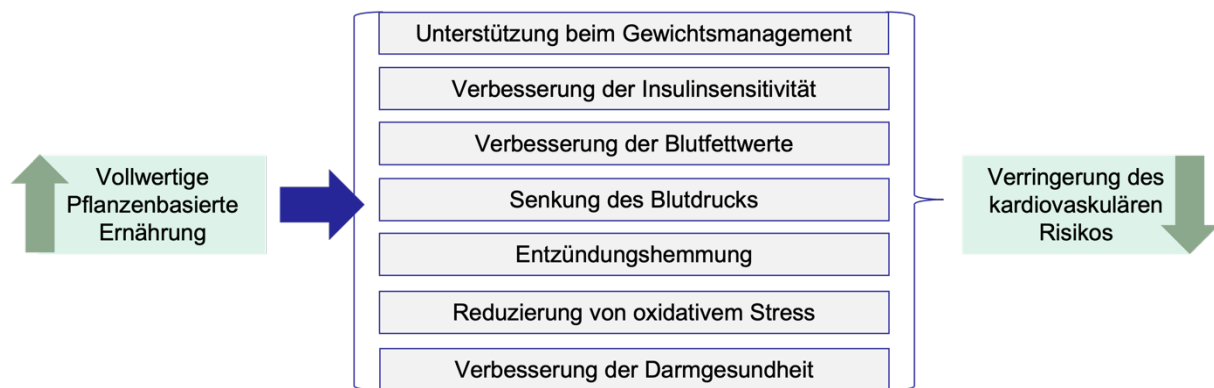 Vollwertige
Pflanzenbasierte
Ernährung
Unterstützung beim Gewichtsmanagement
Verbesserung der Insulinsensitivität
Verbesserung der Blutfettwerte
Senkung des Blutdrucks
Entzündungshemmung
Reduzierung von oxidativem Stress
Verbesserung der Darmgesundheit
Verringerung des
kardiovaskulären
Risikos